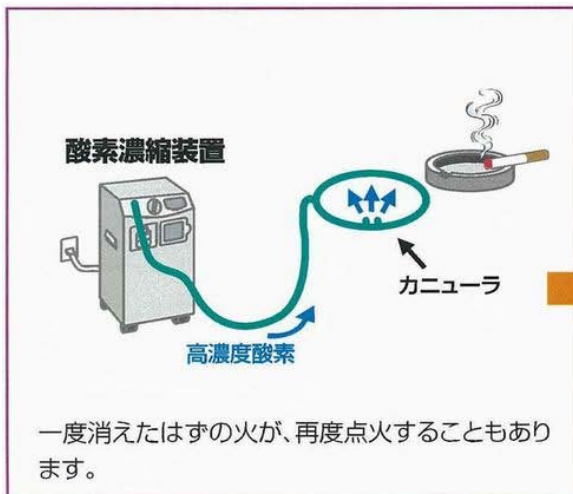 酸素濃縮装置
カニューラ
高濃度酸素
一度消えたはずの火が、再度点火することもあり
ます。